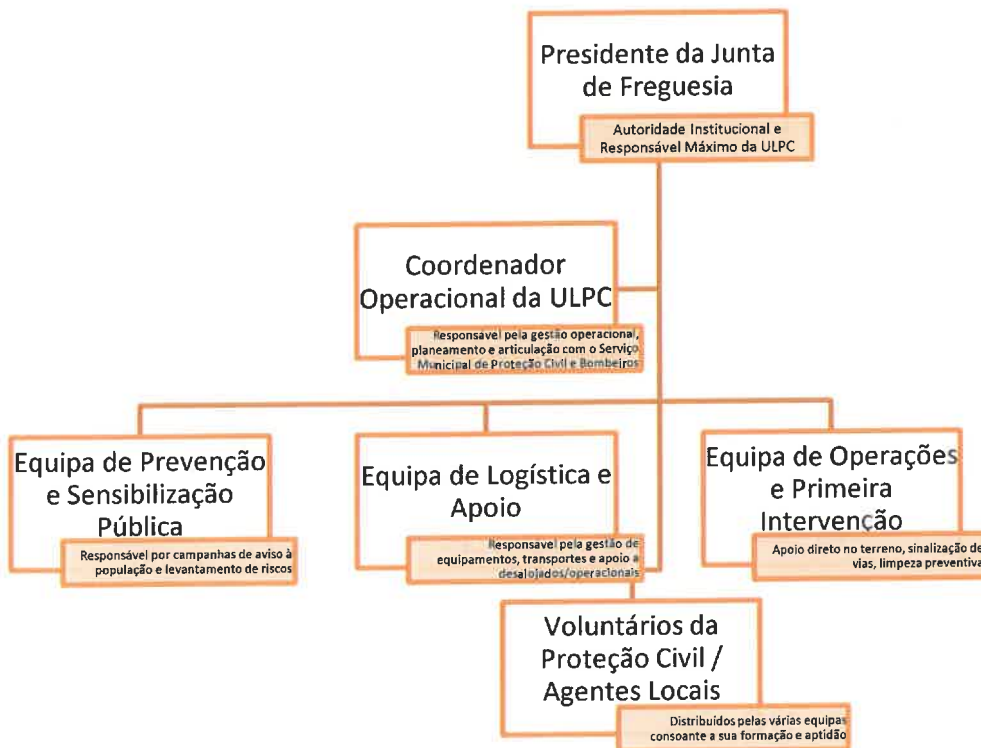 Presidente da Junta
de Freguesia
Autoridade Institucional e
Responsável Máximo da ULPC
Coordenador
Operacional da ULPC
Responsável pela gestão operacional,
planeamento e articulação com o Serviço
Municipal de Proteção Civil e Bombeiros
Equipa de Prevenção
e Sensibilização
Pública
Responsável por campanhas de aviso à
população e levantamento de riscos
Equipa de Logística e
Apoio
Responsável pela gestão de
equipamentos, transportes e apoio a
desalojados/operacionais
Equipa de Operações
e Primeira
Intervenção
Apoio direto no terreno, sinalização de
vias, limpeza preventiva
Voluntários da
Proteção Civil /
Agentes Locais
Distribuídos pelas várias equipas
consoante a sua formação e aptidão